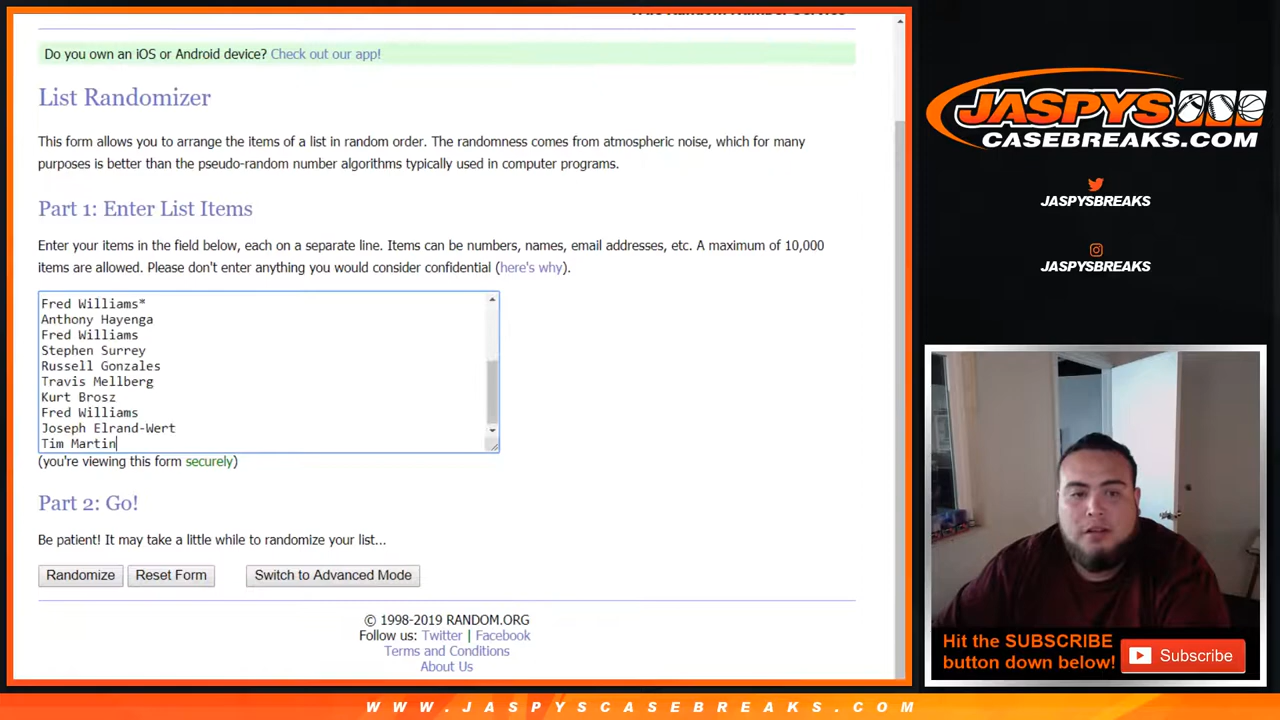 Do you own an iOS or Android device? Check out our app!
List Randomizer
This form allows you to arrange the items of a list in random order. The randomness comes from atmospheric noise, which for many
purposes is better than the pseudo-random number algorithms typically used in computer programs.
Part 1: Enter List Items
Enter your items in the field below, each on a separate line. Items can be numbers, names, email addresses, etc. A maximum of 10,000
items are allowed. Please don't enter anything you would consider confidential (here's why).
Fred Williams*
Anthony Hayenga
Fred Williams
Stephen Surrey
Russell Gonzales
Travis Mellberg
Kurt Brosz
Fred Williams
Joseph Elrand-Wert
Tim Martin
(you're viewing this form securely)
Part 2: Go!
Be patient! It may take a little while to randomize your list...
Randomize Reset Form Switch to Advanced Mode
© 1998-2019 RANDOM.ORG
Follow us: Twitter | Facebook
Terms and Conditions
About Us
JASPYS
CASEBREAKS.COM
JASPYSBREAKS
JASPYSBREAKS
Hit the SUBSCRIBE
button down below!
Subscribe
WWW.JASPYSCASEBREAKS.COM